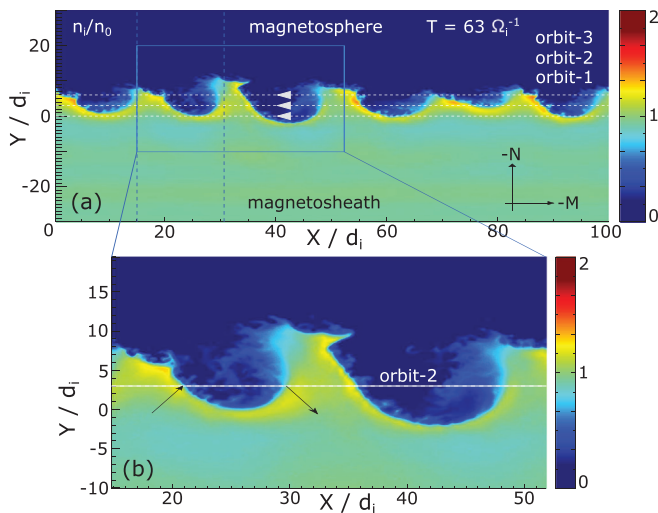 30
n_i/n_0 magnetosphere T = 63 Ω_i^-1
orbit-3
orbit-2
orbit-1
20
10
0
-20
Y / d_i
(a)
magnetosheath
-N
-M
0 20 40 60 80 100
X / d_i
2
1
0
15
10
5
0
-5
-10
Y / d_i
orbit-2
(b)
20 30 40 50
X / d_i
2
1
0